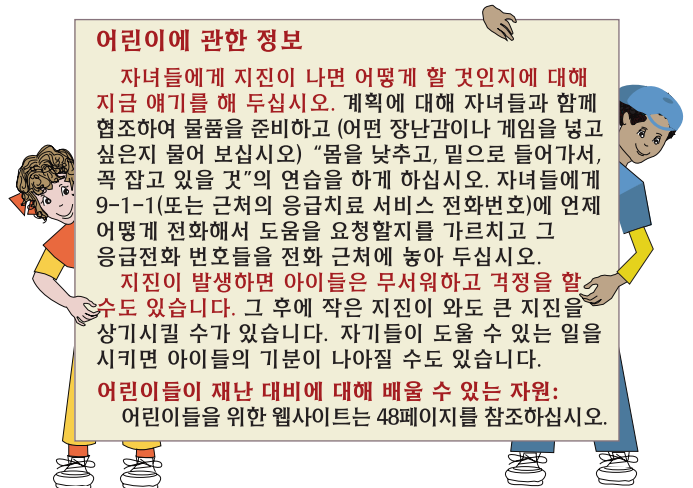 어린이에 관한 정보
자녀들에게 지진이 나면 어떻게 할 것인지에 대해
지금 얘기를 해 두십시오. 계획에 대해 자녀들과 함께
협조하여 물품을 준비하고 (어떤 장난감이나 게임을 넣고
싶은지 물어 보십시오) “몸을 낮추고, 밑으로 들어가서,
꼭 잡고 있을 것”의 연습을 하게 하십시오. 자녀들에게
9-1-1(또는 근처의 응급치료 서비스 전화번호)에 언제
어떻게 전화해서 도움을 요청할지를 가르치고 그
응급전화 번호들을 전화 근처에 놓아 두십시오.
지진이 발생하면 아이들은 무서워하고 걱정을 할
수도 있습니다. 그 후에 작은 지진이 와도 큰 지진을
상기시킬 수가 있습니다. 자기들이 도울 수 있는 일을
시키면 아이들의 기분이 나아질 수도 있습니다.
어린이들이 재난 대비에 대해 배울 수 있는 자원:
어린이들을 위한 웹사이트는 48페이지를 참조하십시오.